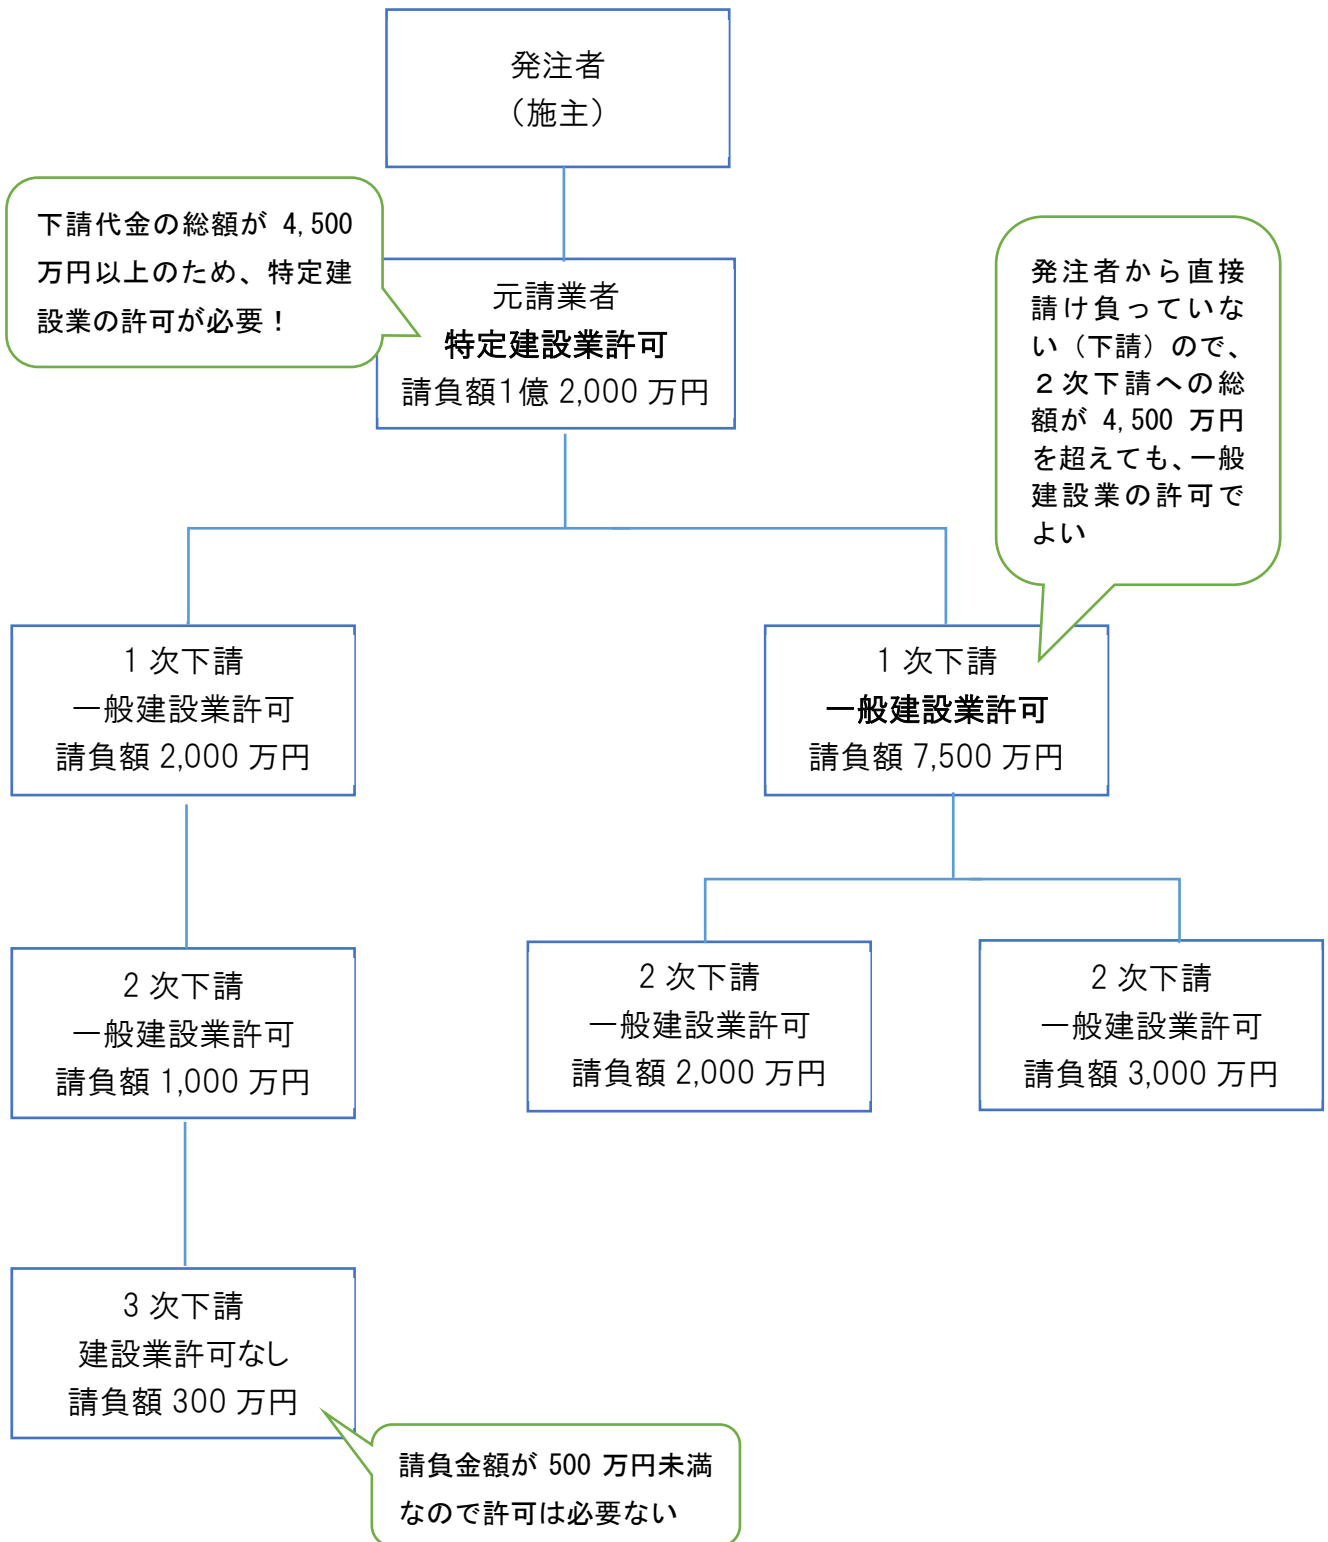 発注者
（施主）
下請代金の総額が 4,500
万円以上のため、特定建
設業の許可が必要！
元請業者
特定建設業許可
請負額1億 2,000 万円
発注者から直接
請け負っていな
い（下請）ので、
２次下請への総
額が 4,500 万円
を超えても、一般
建設業の許可で
よい
1 次下請
一般建設業許可
請負額 2,000 万円
1 次下請
一般建設業許可
請負額 7,500 万円
2 次下請
一般建設業許可
請負額 1,000 万円
2 次下請
一般建設業許可
請負額 2,000 万円
2 次下請
一般建設業許可
請負額 3,000 万円
3 次下請
建設業許可なし
請負額 300 万円
請負金額が 500 万円未満
なので許可は必要ない